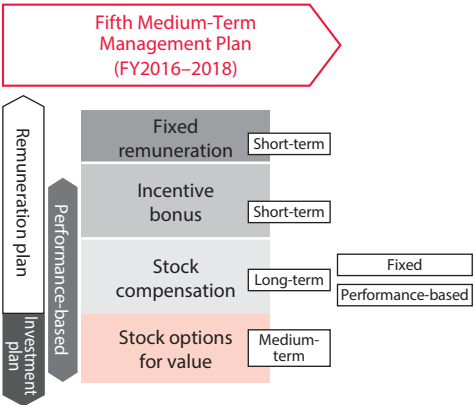 Fifth Medium-Term
Management Plan
(FY2016–2018)
Remuneration plan
Investment
plan
Performance-based
Fixed
remuneration
Short-term
Incentive
bonus
Short-term
Stock
compensation
Long-term
Fixed
Performance-based
Stock options
for value
Medium-
term